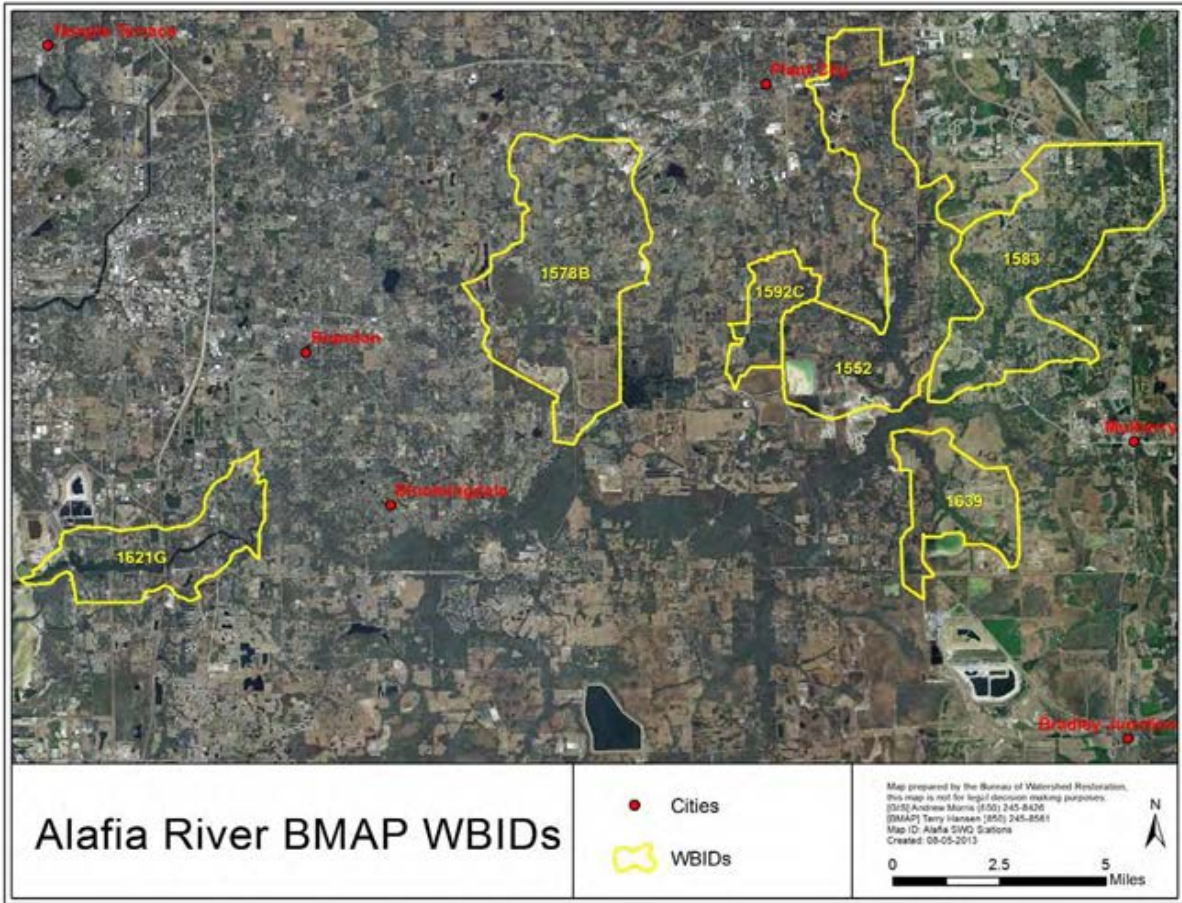 Temple Terrace
Plant City
1578B
1583
1592C
Brandon
1552
Mulberry
Bloomingdale
1639
1621G
Bradley Junction
Alafia River BMAP WBIDs
Cities
WBIDs
Map prepared by the Bureau of Watershed Restoration,
this map is not for legal decision making purposes.
[GIS] Andrew Morris (850) 245-8426
[BMAP] Terry Hansen (850) 245-8561
Map ID: Alafia SWQ Stations
Created: 08-05-2013
N
0 2.5 5
Miles